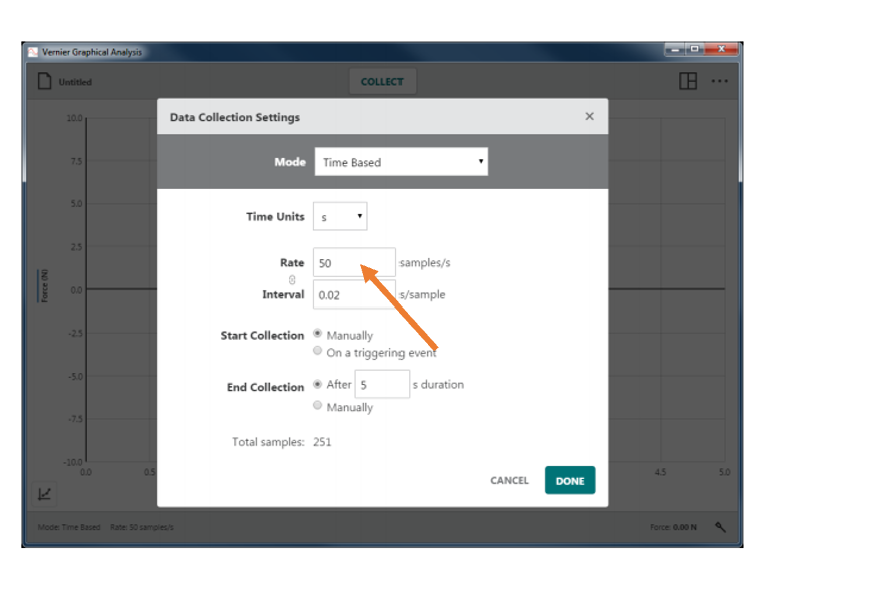 Vernier Graphical Analysis
Untitled
COLLECT
Data Collection Settings
Mode Time Based
Time Units s
Rate 50 samples/s
Interval 0.02 s/sample
Start Collection Manually
On a triggering event
End Collection After 5 s duration
Manually
Total samples: 251
CANCEL DONE
10.0
7.5
5.0
2.5
0.0
-2.5
-5.0
-7.5
-10.0
Force (N)
0.0 0.5 4.5 5.0
Mode: Time Based Rate: 50 samples/s Force: 0.00 N